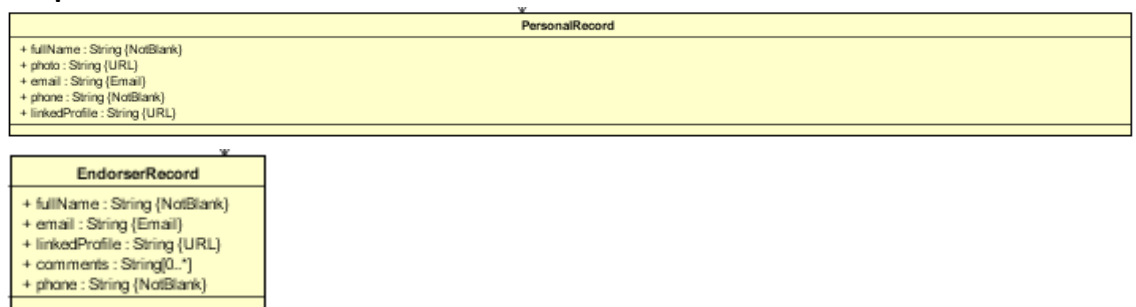 PersonalRecord
+ fullName : String {NotBlank}
+ photo : String {URL}
+ email : String {Email}
+ phone : String {NotBlank}
+ linkedProfile : String {URL}
EndorserRecord
+ fullName : String {NotBlank}
+ email : String {Email}
+ linkedProfile : String {URL}
+ comments : String[0..*]
+ phone : String {NotBlank}